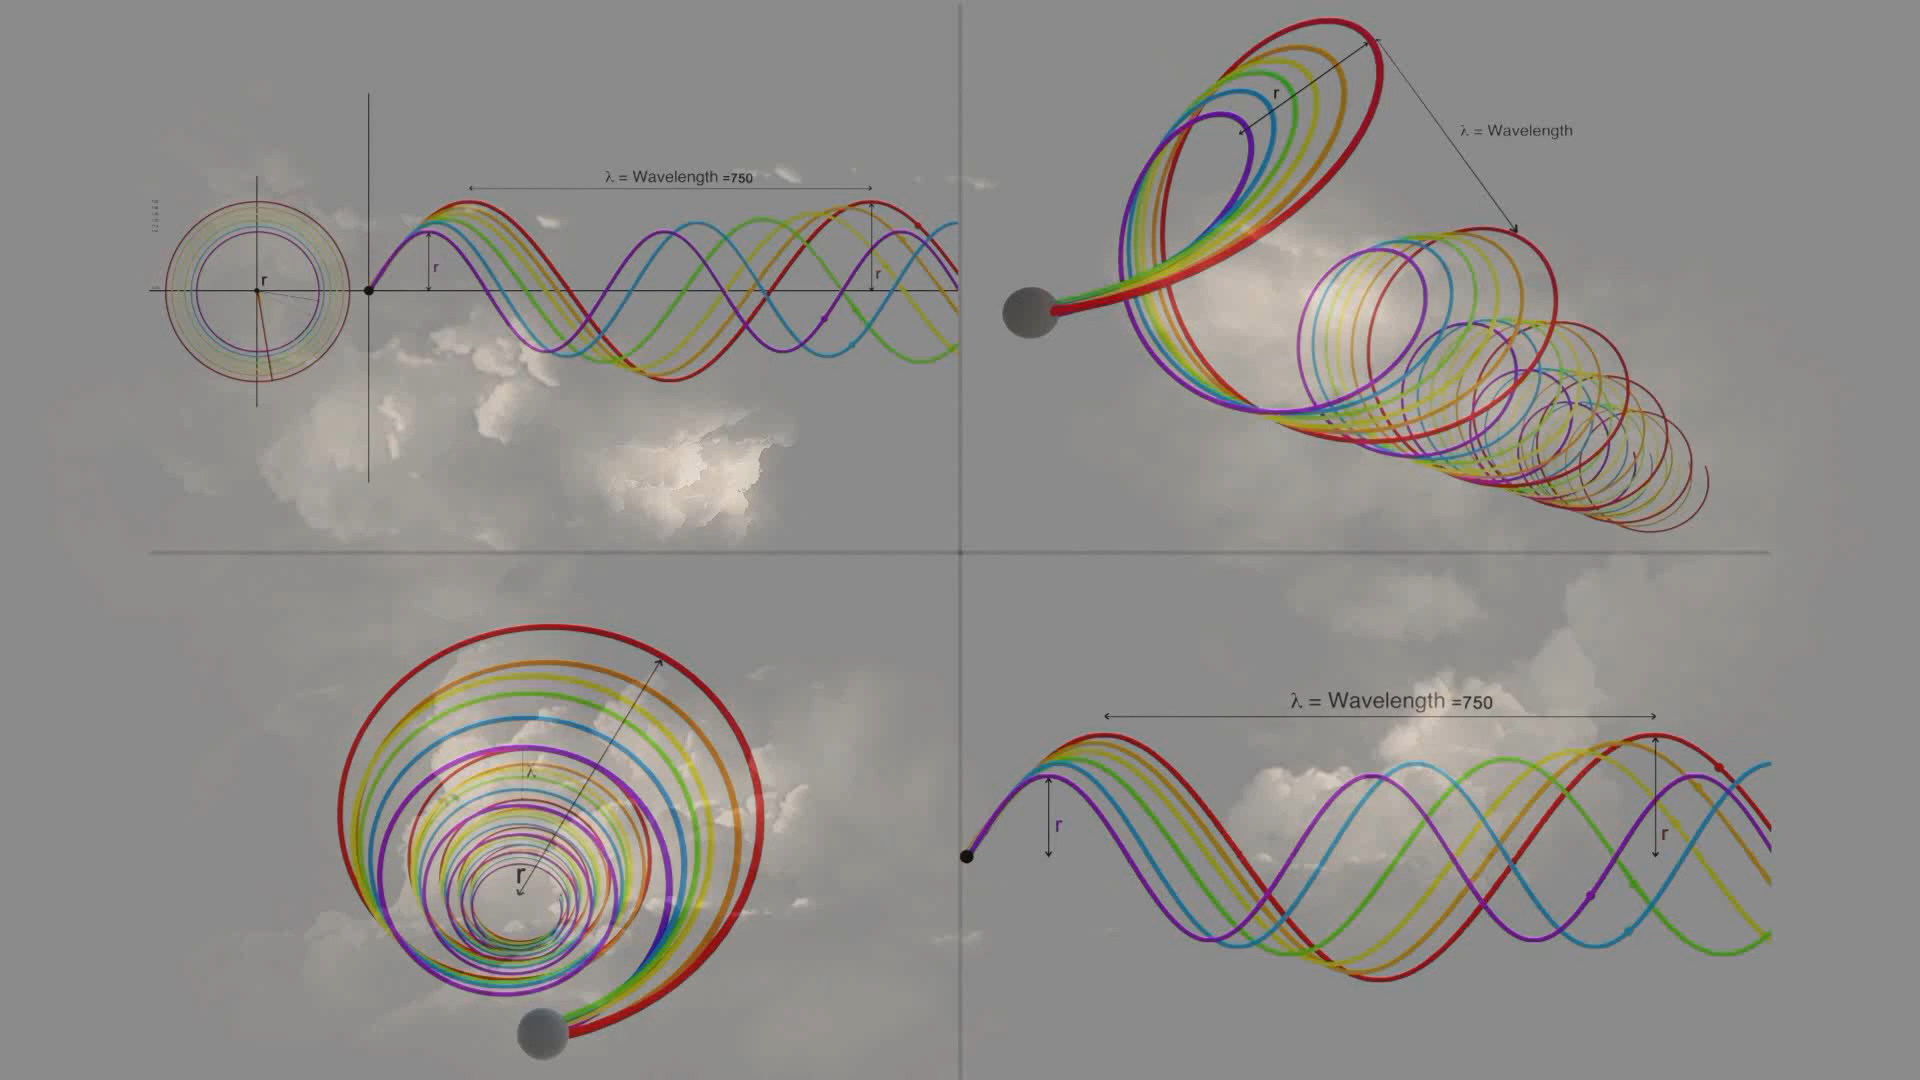 λ = Wavelength =750
r
r
r
r
λ = Wavelength
λ
r
λ = Wavelength =750
r
r